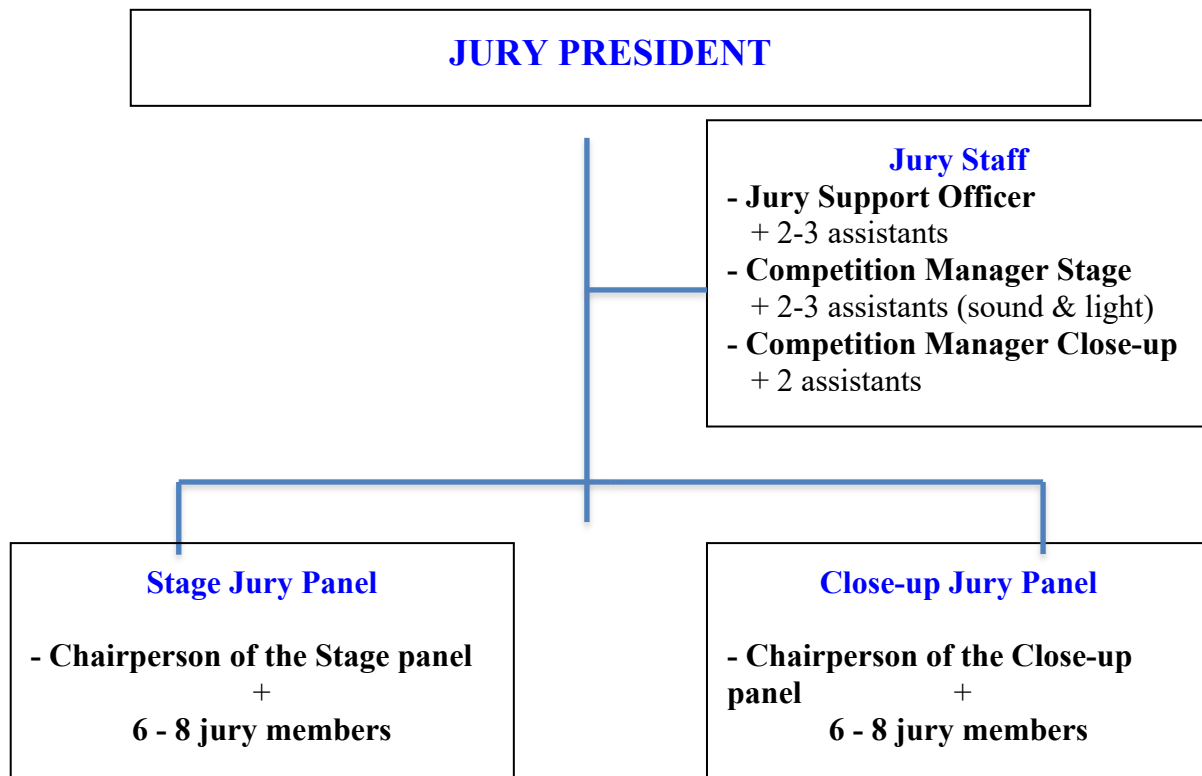 JURY PRESIDENT
Jury Staff
- Jury Support Officer
+ 2-3 assistants
- Competition Manager Stage
+ 2-3 assistants (sound & light)
- Competition Manager Close-up
+ 2 assistants
Stage Jury Panel
- Chairperson of the Stage panel
+
6 - 8 jury members
Close-up Jury Panel
- Chairperson of the Close-up
panel +
6 - 8 jury members